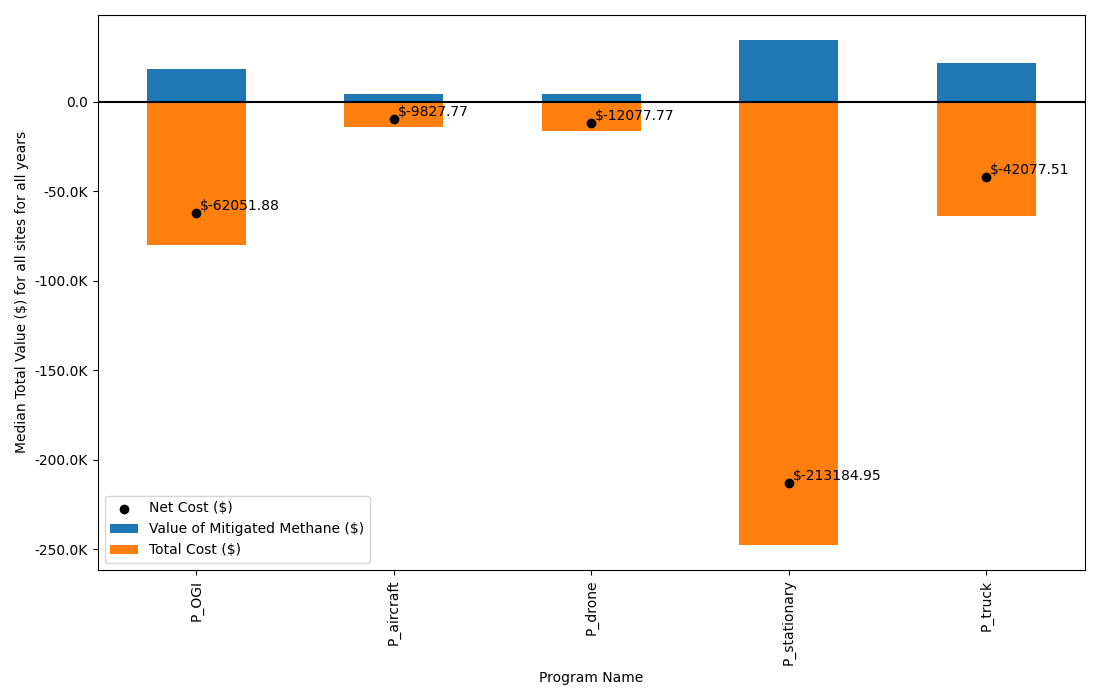 Median Total Value ($) for all sites for all years
0.0
-50.0K
-100.0K
-150.0K
-200.0K
-250.0K
$-62051.88
$-9827.77
$-12077.77
$-213184.95
$-42077.51
Net Cost ($)
Value of Mitigated Methane ($)
Total Cost ($)
P_OGI
P_aircraft
P_drone
P_stationary
P_truck
Program Name